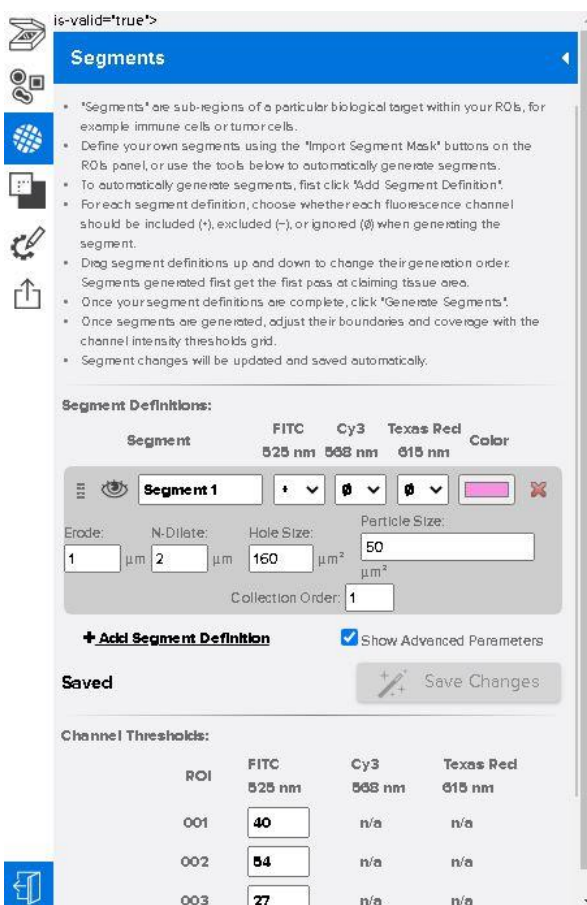 is-valid="true">
Segments
• "Segments" are sub-regions of a particular biological target within your ROIs, for
example immune cells or tumor cells.
• Define your own segments using the "Import Segment Mask" buttons on the
ROIs panel, or use the tools below to automatically generate segments.
• To automatically generate segments, first click "Add Segment Definition".
• For each segment definition, choose whether each fluorescence channel
should be included (+), excluded (−), or ignored (Ø) when generating the
segment.
• Drag segment definitions up and down to change their generation order.
Segments generated first get the first pass at claiming tissue area.
• Once your segment definitions are complete, click "Generate Segments".
• Once segments are generated, adjust their boundaries and coverage with the
channel intensity thresholds grid.
• Segment changes will be updated and saved automatically.
Segment Definitions:
Segment FITC 525 nm Cy3 568 nm Texas Red 615 nm Color
Segment 1 + Ø Ø
Erode: N-Dilate: Hole Size: Particle Size:
1 µm 2 µm 160 µm² 50 µm²
Collection Order: 1
+ Add Segment Definition Show Advanced Parameters
Saved Save Changes
Channel Thresholds:
ROI FITC 525 nm Cy3 568 nm Texas Red 615 nm
001 40 n/a n/a
002 54 n/a n/a
003 27 n/a n/a